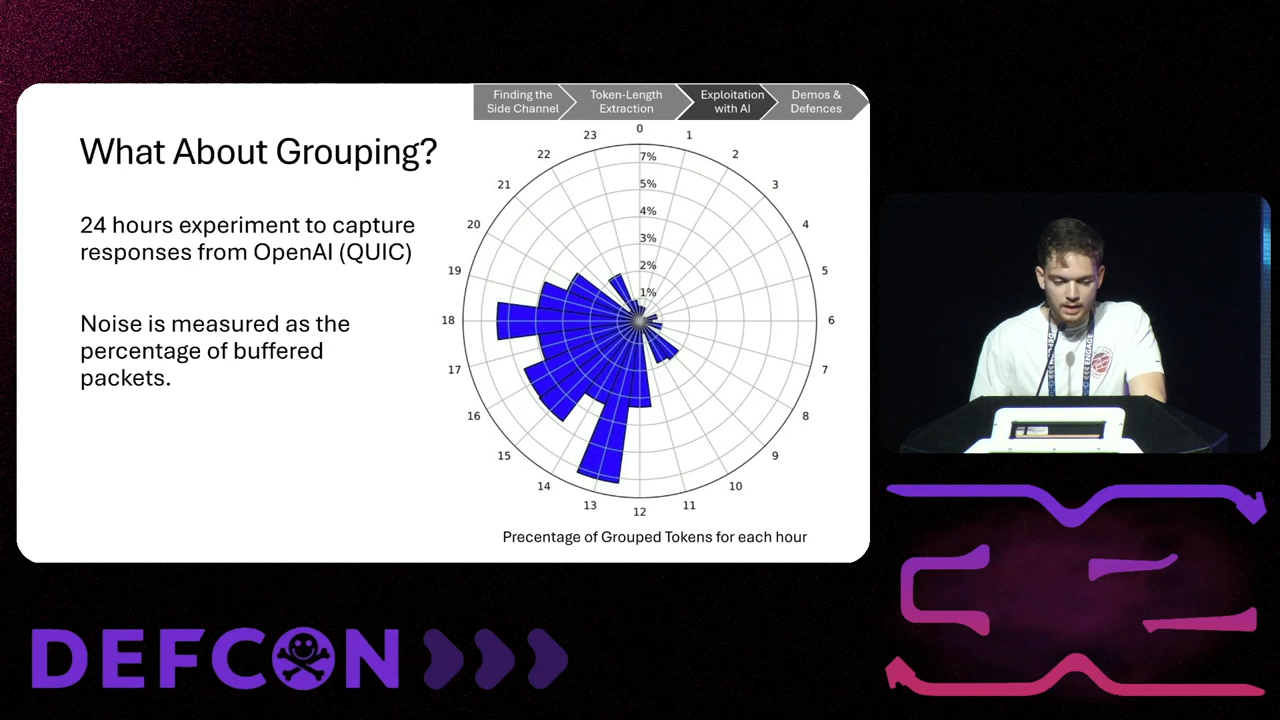 Finding the
Side Channel
Token-Length
Extraction
Exploitation
with AI
Demos &
Defences
What About Grouping?
24 hours experiment to capture
responses from OpenAI (QUIC)
Noise is measured as the
percentage of buffered
packets.
0
1
2
3
4
5
6
7
8
9
10
11
12
13
14
15
16
17
18
19
20
21
22
23
7%
5%
4%
3%
2%
1%
Precentage of Grouped Tokens for each hour
ENGAGE
DEFCON